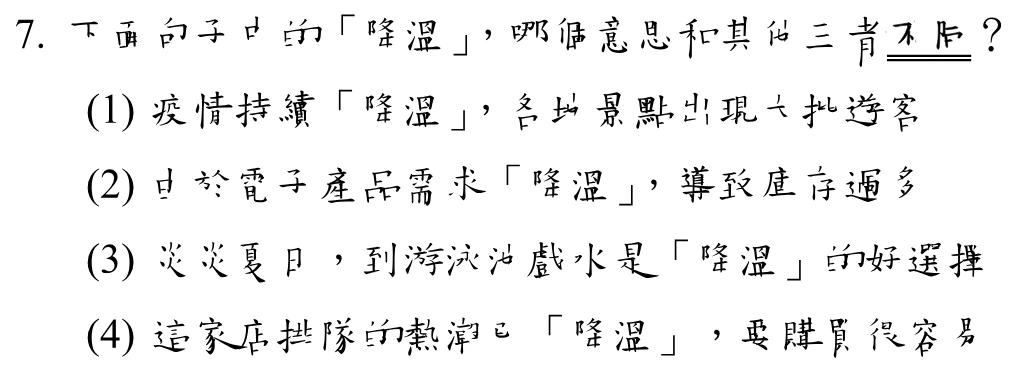 7. 下面句子中的「降溫」，哪個意思和其他三者不同？
(1) 疫情持續「降溫」，各地景點出現大批遊客
(2) 由於電子產品需求「降溫」，導致庫存過多
(3) 炎炎夏日，到游泳池戲水是「降溫」的好選擇
(4) 這家店排隊的熱潮已「降溫」，要購買很容易